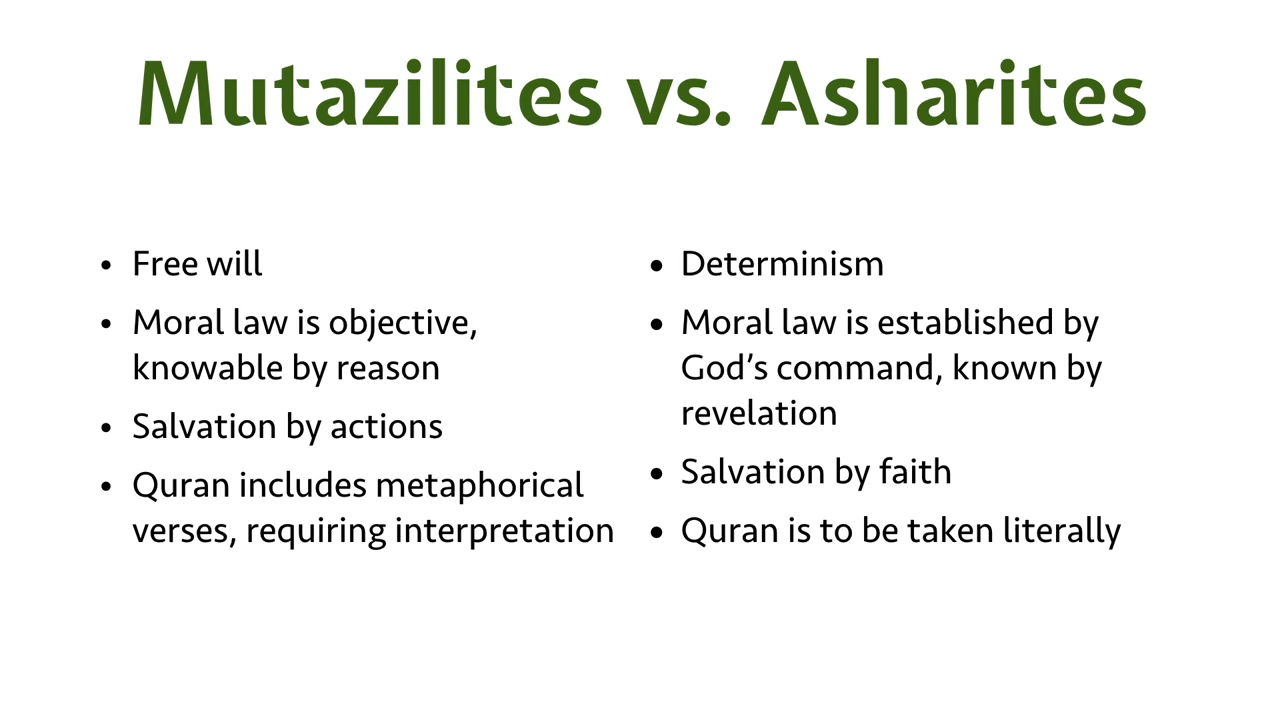 Mutazilites vs. Asharites
• Free will
• Moral law is objective,
knowable by reason
• Salvation by actions
• Quran includes metaphorical
verses, requiring interpretation
• Determinism
• Moral law is established by
God’s command, known by
revelation
• Salvation by faith
• Quran is to be taken literally